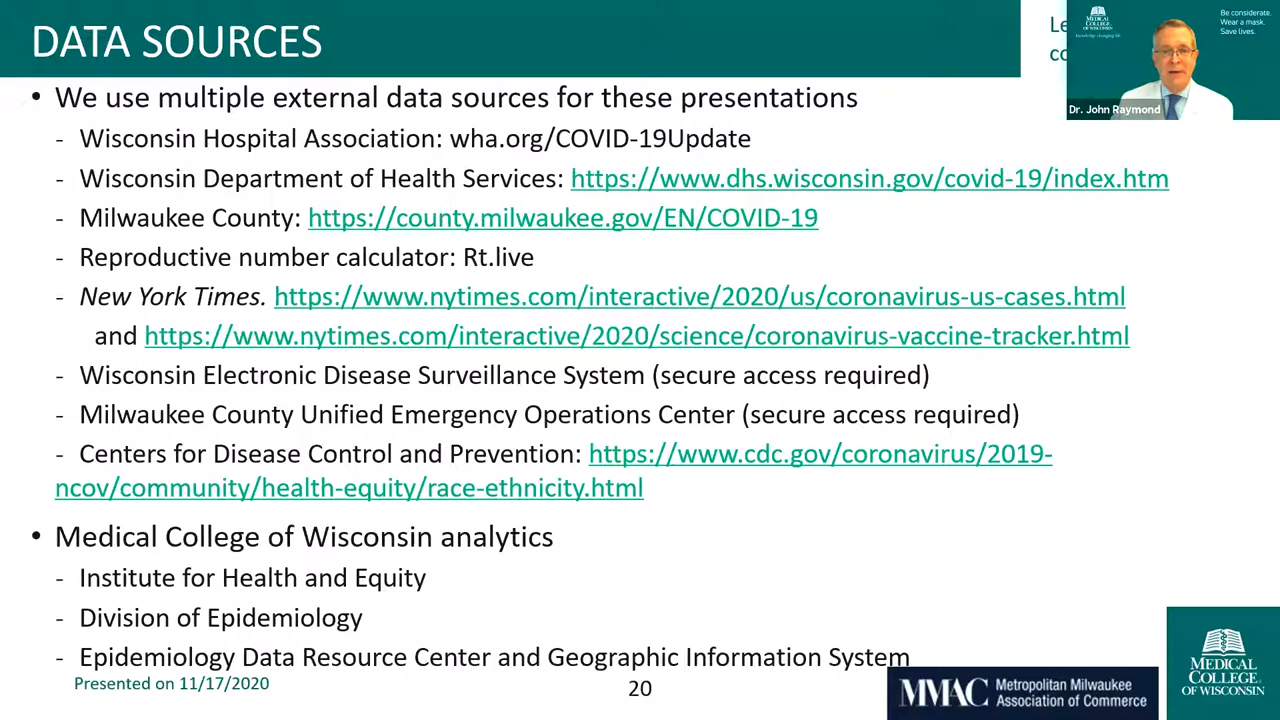 DATA SOURCES
• We use multiple external data sources for these presentations
- Wisconsin Hospital Association: wha.org/COVID-19Update
- Wisconsin Department of Health Services: https://www.dhs.wisconsin.gov/covid-19/index.htm
- Milwaukee County: https://county.milwaukee.gov/EN/COVID-19
- Reproductive number calculator: Rt.live
- New York Times. https://www.nytimes.com/interactive/2020/us/coronavirus-us-cases.html
and https://www.nytimes.com/interactive/2020/science/coronavirus-vaccine-tracker.html
- Wisconsin Electronic Disease Surveillance System (secure access required)
- Milwaukee County Unified Emergency Operations Center (secure access required)
- Centers for Disease Control and Prevention: https://www.cdc.gov/coronavirus/2019-
ncov/community/health-equity/race-ethnicity.html
• Medical College of Wisconsin analytics
- Institute for Health and Equity
- Division of Epidemiology
- Epidemiology Data Resource Center and Geographic Information System
Presented on 11/17/2020
20
MMAC
Metropolitan Milwaukee
Association of Commerce
MEDICAL
COLLEGE
OF WISCONSIN
MEDICAL
COLLEGE
OF WISCONSIN
knowledge changing life
Be considerate.
Wear a mask.
Save lives.
Dr. John Raymond